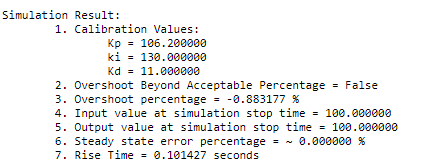 Simulation Result:
1. Calibration Values:
Kp = 106.200000
ki = 130.000000
Kd = 11.000000
2. Overshoot Beyond Acceptable Percentage = False
3. Overshoot percentage = -0.883177 %
4. Input value at simulation stop time = 100.000000
5. Output value at simulation stop time = 100.000000
6. Steady state error percentage = ~ 0.000000 %
7. Rise Time = 0.101427 seconds